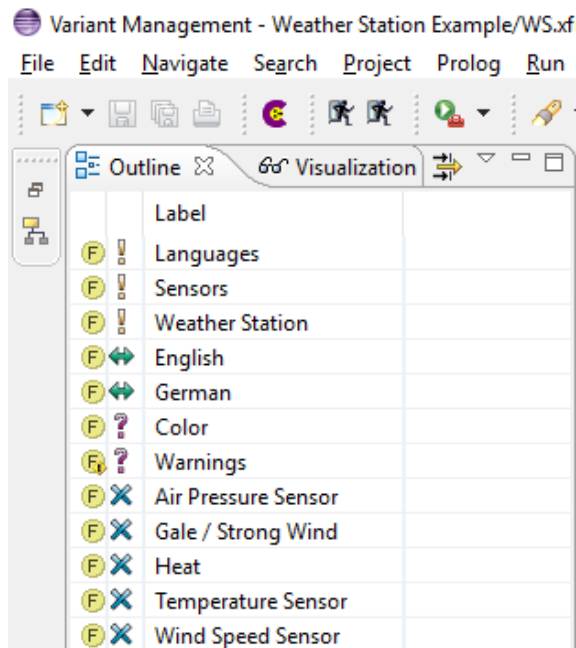 Variant Management - Weather Station Example/WS.xf
File Edit Navigate Search Project Prolog Run
Outline Visualization
Label
F Languages
F Sensors
F Weather Station
F English
F German
F ? Color
F ? Warnings
F Air Pressure Sensor
F Gale / Strong Wind
F Heat
F Temperature Sensor
F Wind Speed Sensor